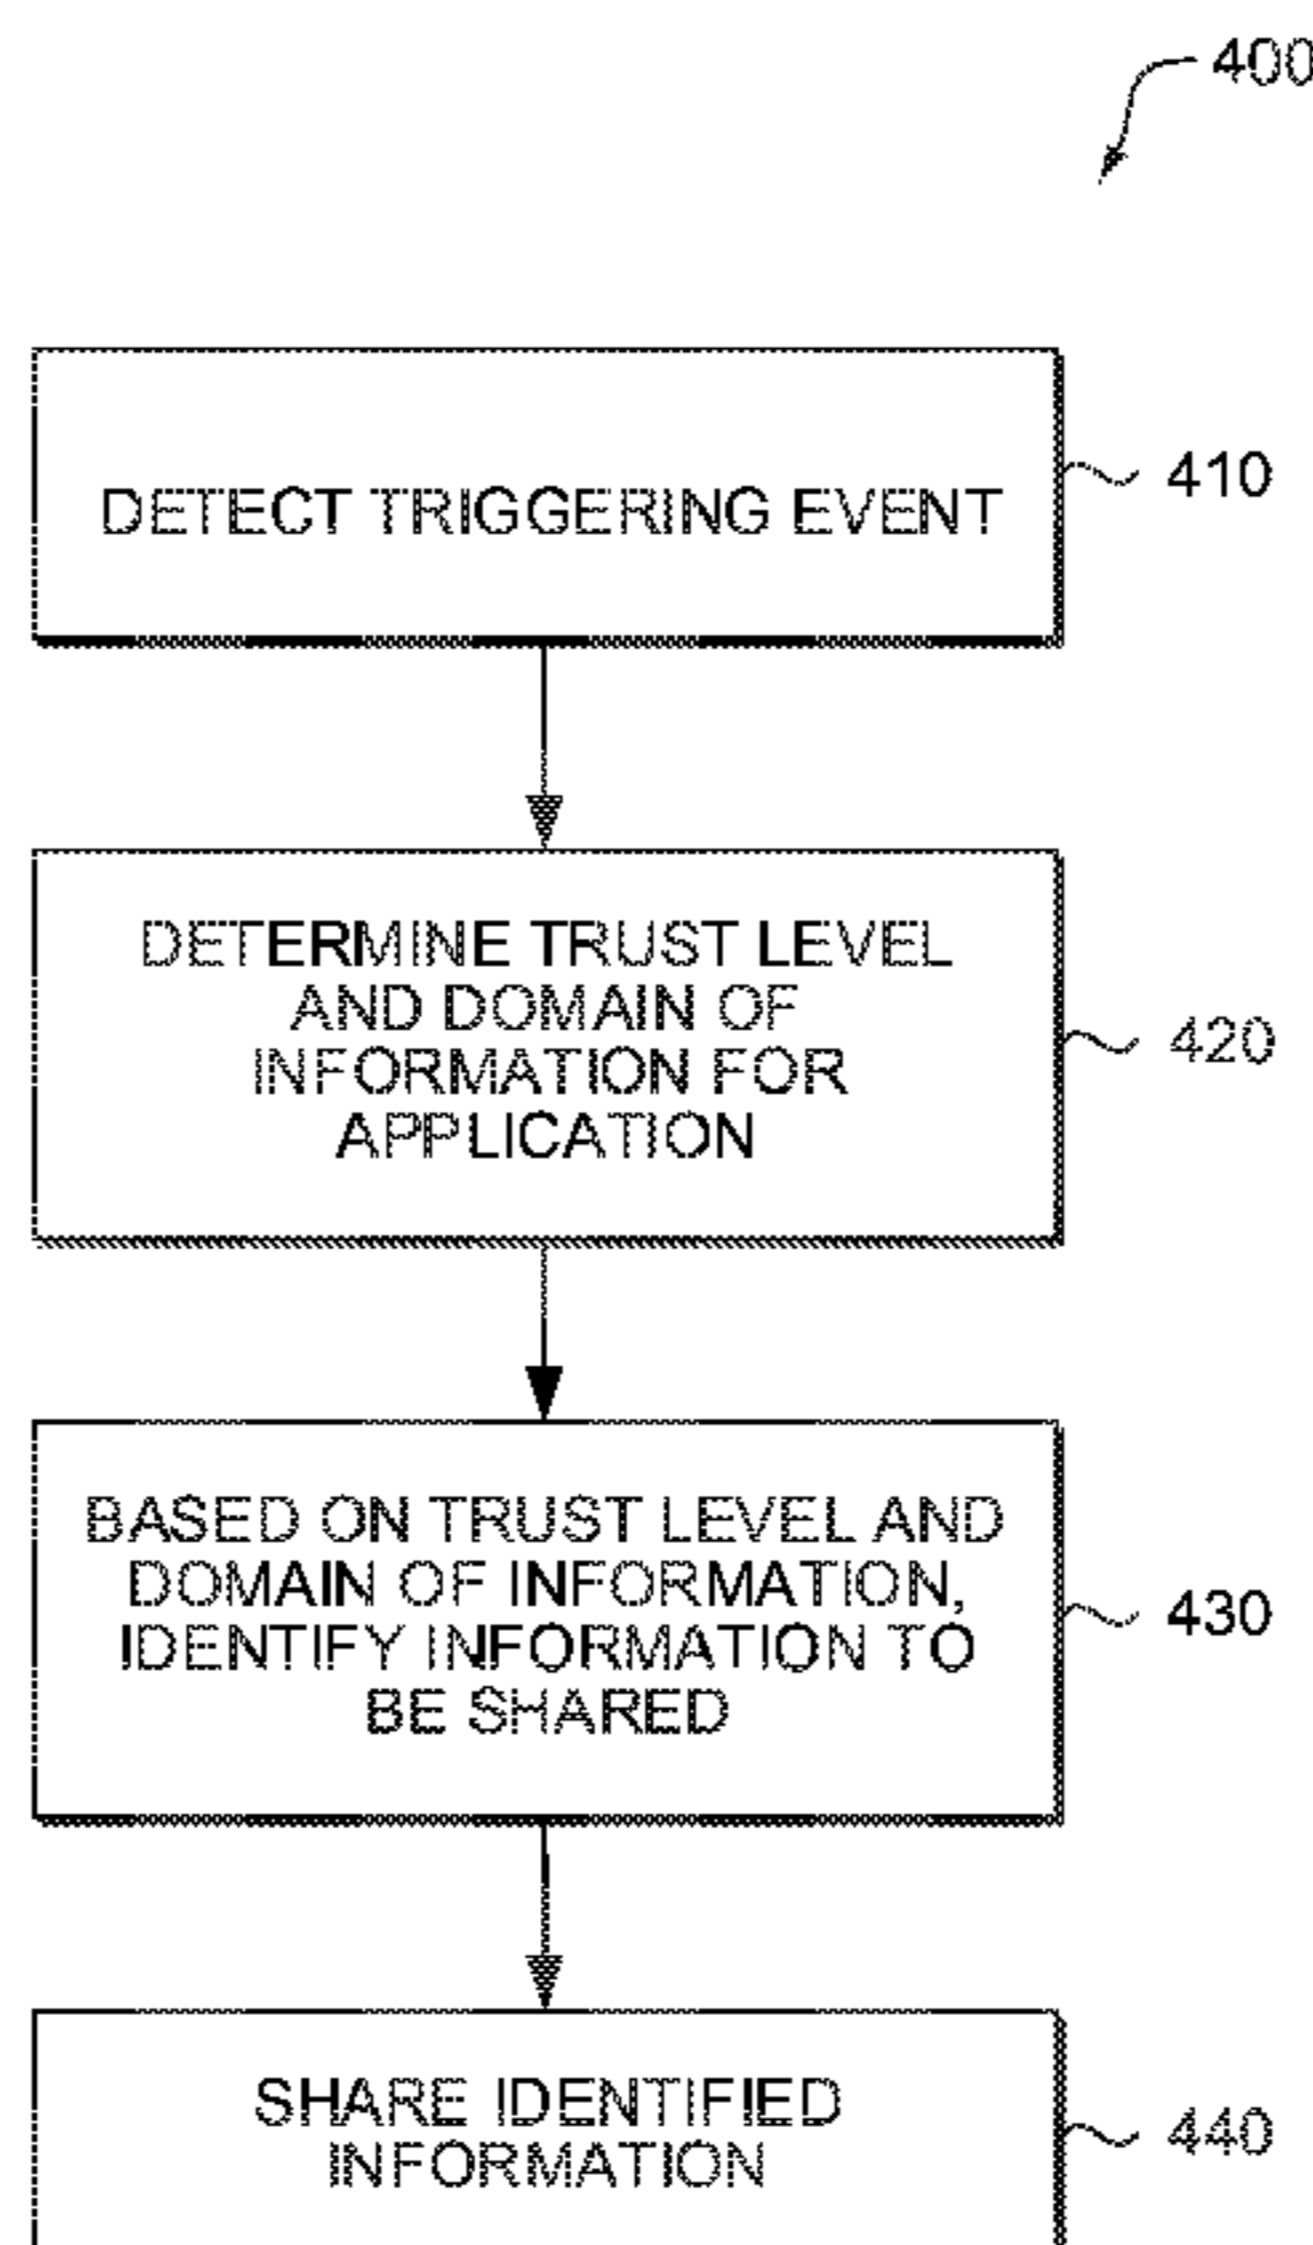 400
DETECT TRIGGERING EVENT
410
DETERMINE TRUST LEVEL
AND DOMAIN OF
INFORMATION FOR
APPLICATION
420
BASED ON TRUST LEVEL AND
DOMAIN OF INFORMATION,
IDENTIFY INFORMATION TO
BE SHARED
430
SHARE IDENTIFIED
INFORMATION
440